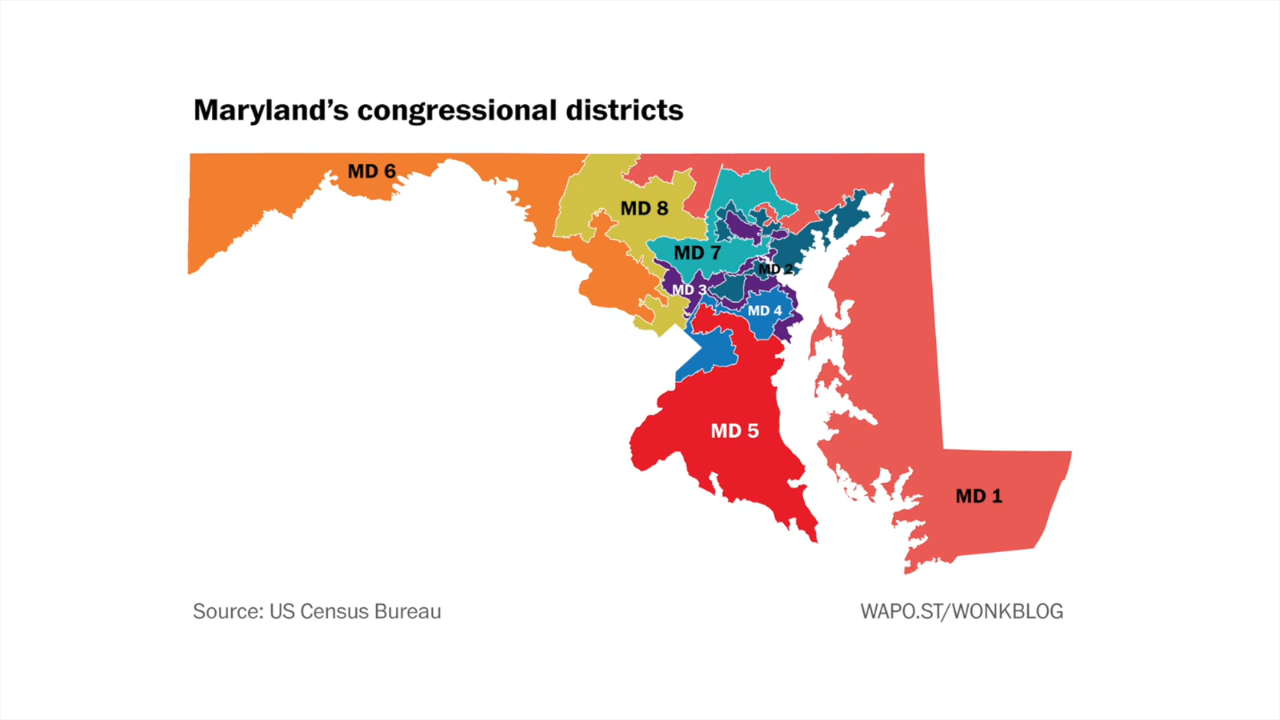 Maryland’s congressional districts
MD 6
MD 8
MD 7
MD 2
MD 3
MD 4
MD 5
MD 1
Source: US Census Bureau
WAPO.ST/WONKBLOG